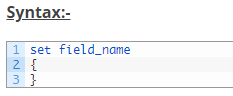 Syntax:-
1 set field_name
2 {
3 }